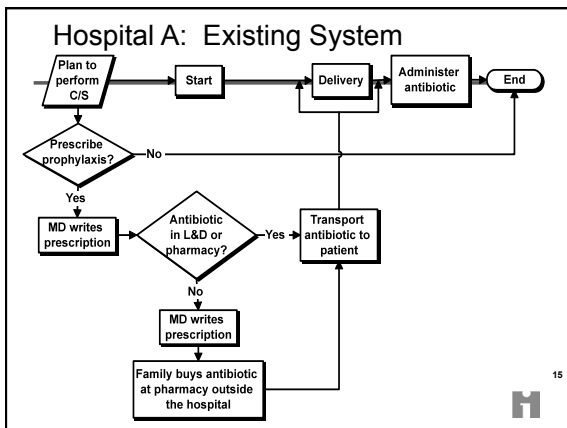 Hospital A: Existing System
Plan to
perform
C/S
Start
Delivery
Administer
antibiotic
End
Prescribe
prophylaxis?
No
Yes
MD writes
prescription
Antibiotic
in L&D or
pharmacy?
Yes
Transport
antibiotic to
patient
No
MD writes
prescription
Family buys antibiotic
at pharmacy outside
the hospital
15